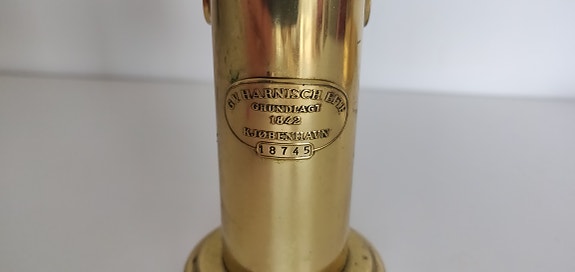 G.V. HARNISCH EFTF
GRUNDLAGT
1842
KJØBENHAVN
18745